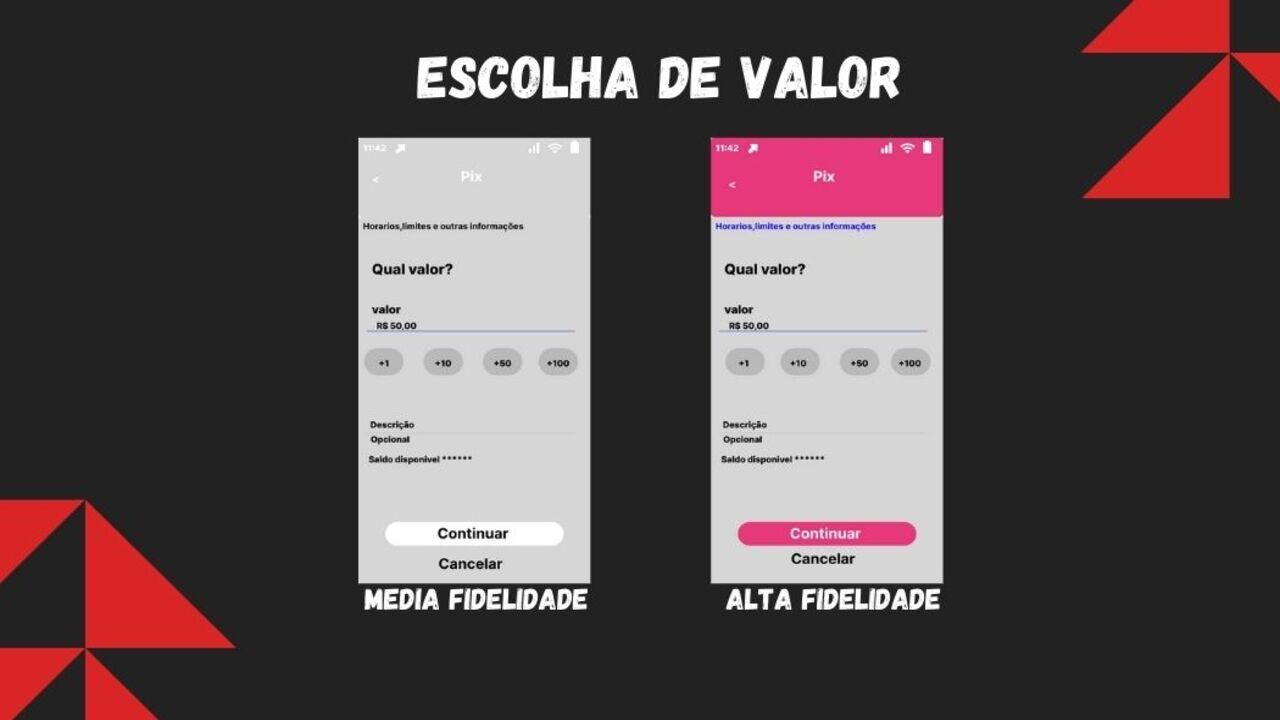 ESCOLHA DE VALOR
11:42
Pix
<
Horarios,limites e outras informações
Qual valor?
valor
R$ 50,00
+1 +10 +50 +100
Descrição
Opcional
Saldo disponivel ******
Continuar
Cancelar
MEDIA FIDELIDADE
11:42
Pix
<
Horarios,limites e outras informações
Qual valor?
valor
R$ 50,00
+1 +10 +50 +100
Descrição
Opcional
Saldo disponivel ******
Continuar
Cancelar
ALTA FIDELIDADE